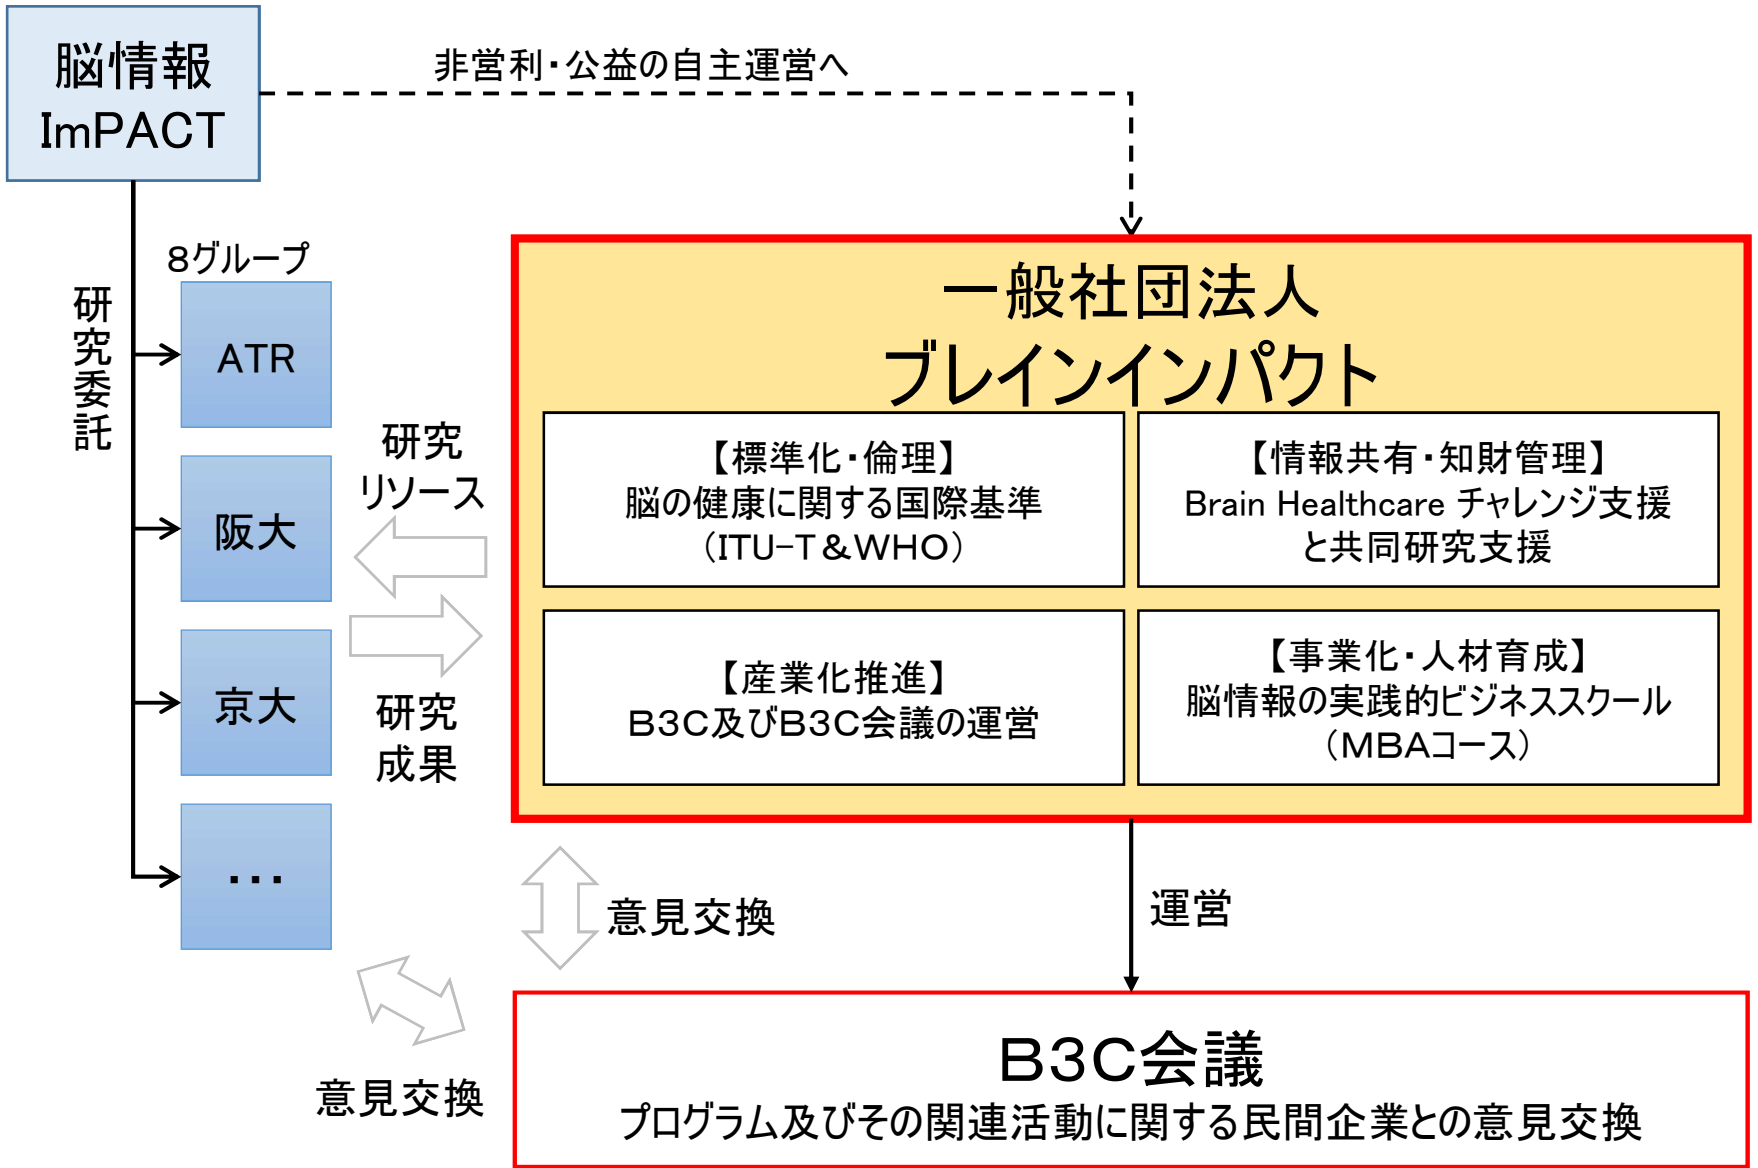 脳情報
ImPACT
非営利・公益の自主運営へ
8グループ
研究委託
ATR
阪大
京大
・・・
研究
リソース
研究
成果
一般社団法人
ブレインインパクト
【標準化・倫理】
脳の健康に関する国際基準
(ITU-T&WHO)
【情報共有・知財管理】
Brain Healthcare チャレンジ支援
と共同研究支援
【産業化推進】
B3C及びB3C会議の運営
【事業化・人材育成】
脳情報の実践的ビジネススクール
(MBAコース)
意見交換
運営
意見交換
B3C会議
プログラム及びその関連活動に関する民間企業との意見交換